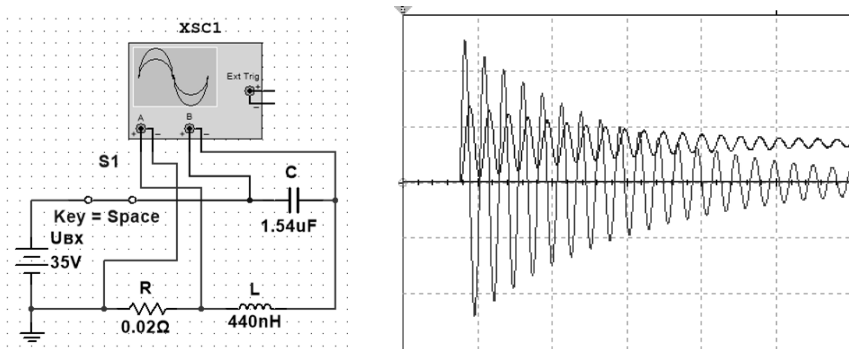 XSC1
Ext Trig
+
−
A
B
+ − + −
S1
C
Key = Space
1.54uF
Uвх
35V
R
L
0.02Ω
440nH